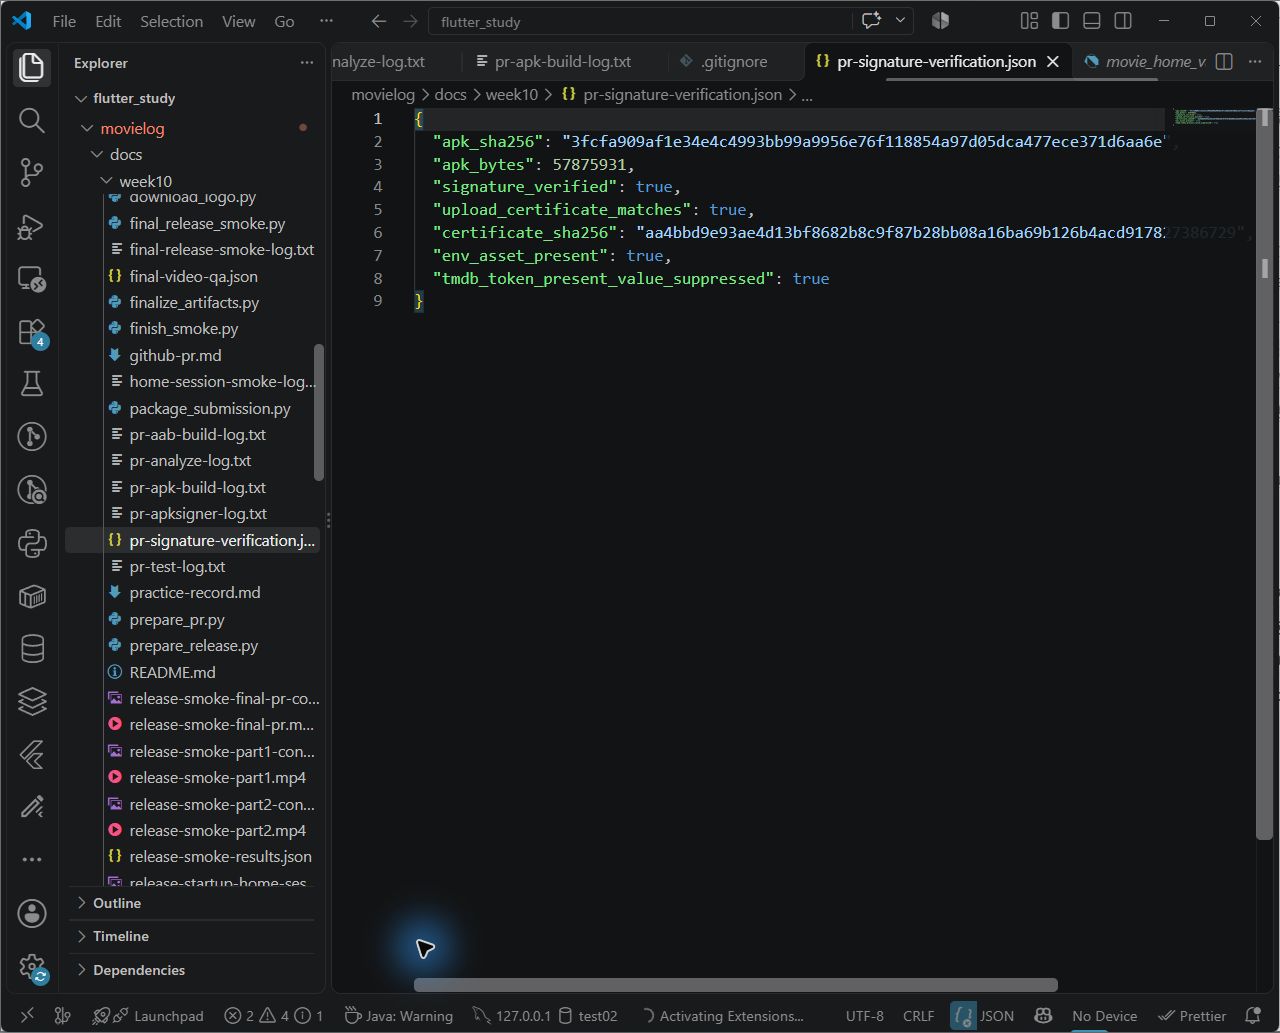 File Edit Selection View Go ···
flutter_study
Explorer
nalyze-log.txt
pr-apk-build-log.txt
.gitignore
{} pr-signature-verification.json
movie_home_v
movielog > docs > week10 > {} pr-signature-verification.json > ...
flutter_study
movielog
docs
week10
download_logo.py
final_release_smoke.py
final-release-smoke-log.txt
final-video-qa.json
finalize_artifacts.py
finish_smoke.py
github-pr.md
home-session-smoke-log...
package_submission.py
pr-aab-build-log.txt
pr-analyze-log.txt
pr-apk-build-log.txt
pr-apksigner-log.txt
pr-signature-verification.j...
pr-test-log.txt
practice-record.md
prepare_pr.py
prepare_release.py
README.md
release-smoke-final-pr-co...
release-smoke-final-pr.m...
release-smoke-part1-con...
release-smoke-part1.mp4
release-smoke-part2-con...
release-smoke-part2.mp4
release-smoke-results.json
release-startup-home-ses
Outline
Timeline
Dependencies
4
1 {
2 "apk_sha256": "3fcfa909af1e34e4c4993bb99a9956e76f118854a97d05dca477ece371d6aa6e",
3 "apk_bytes": 57875931,
4 "signature_verified": true,
5 "upload_certificate_matches": true,
6 "certificate_sha256": "aa4bbd9e93ae4d13bf8682b8c9f87b28bb08a16ba69b126b4acd917827386729",
7 "env_asset_present": true,
8 "tmdb_token_present_value_suppressed": true
9 }
Launchpad 2 4 1 Java: Warning 127.0.0.1 test02 Activating Extensions... UTF-8 CRLF {} JSON No Device Prettier